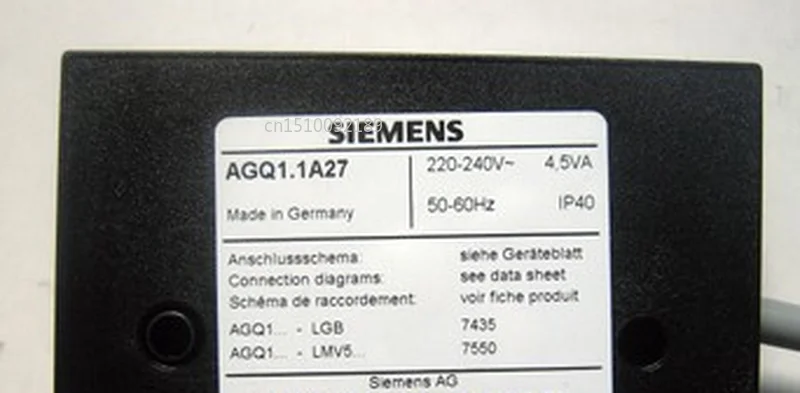 cn1510092189
SIEMENS
AGQ1.1A27
220-240V~ 4,5VA
Made in Germany
50-60Hz IP40
Anschlussschema: siehe Geräteblatt
Connection diagrams: see data sheet
Schéma de raccordement: voir fiche produit
AGQ1... - LGB 7435
AGQ1... - LMV5... 7550
Siemens AG